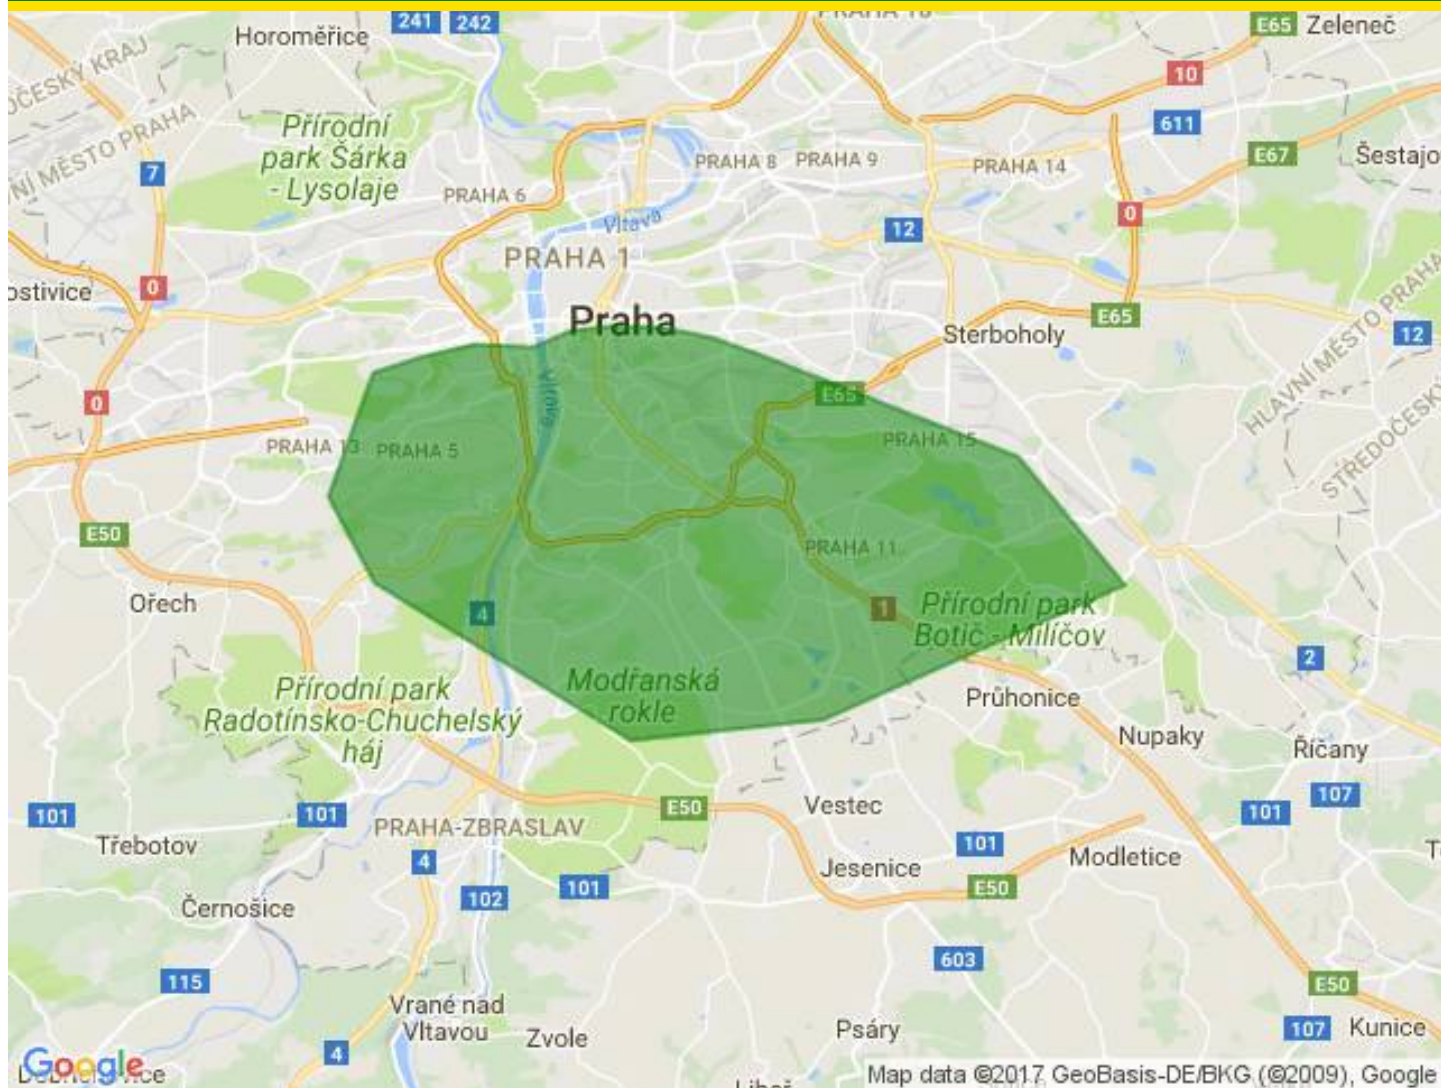 241
242
PRAHA 18
E65
Zeleneč
Horoměřice
10
STŘEDOČESKÝ KRAJ
HLAVNÍ MĚSTO PRAHA
Přírodní
park Šárka
- Lysolaje
611
7
PRAHA 8
PRAHA 9
PRAHA 14
E67
Šestajo
PRAHA 6
0
Vltava
12
PRAHA 1
ostivice
0
HLAVNÍ MĚSTO PRAHA
STŘEDOČESKÝ
Praha
E65
Sterboholy
12
0
Vltava
E65
PRAHA 13
PRAHA 5
PRAHA 15
E50
PRAHA 11
Ořech
4
1
Přírodní park
Botič - Milíčov
2
Přírodní park
Radotínsko-Chuchelský
háj
Modřanská
rokle
Průhonice
Nupaky
Říčany
107
101
101
E50
Vestec
101
PRAHA-ZBRASLAV
101
Třebotov
4
Jesenice
Modletice
101
E50
102
Černošice
603
115
E50
Vrané nad
Vltavou
Zvole
Psáry
107
Kunice
4
Google
Map data ©2017 GeoBasis-DE/BKG (©2009), Google